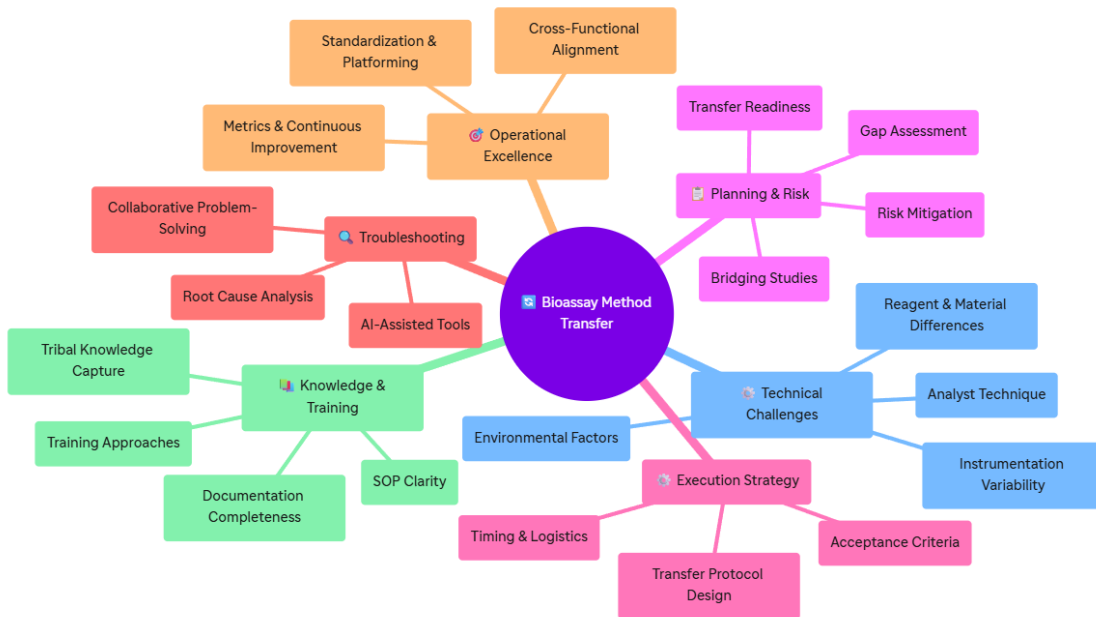 Cross-Functional
Alignment
Standardization &
Platforming
Metrics & Continuous
Improvement
🎯 Operational
Excellence
Transfer Readiness
Gap Assessment
📋 Planning & Risk
Risk Mitigation
Bridging Studies
Collaborative Problem-
Solving
🔍 Troubleshooting
Root Cause Analysis
AI-Assisted Tools
🔄 Bioassay Method
Transfer
Reagent & Material
Differences
⚙️ Technical
Challenges
Analyst Technique
Environmental Factors
Instrumentation
Variability
Tribal Knowledge
Capture
📚 Knowledge &
Training
Training Approaches
Documentation
Completeness
SOP Clarity
⚙️ Execution Strategy
Timing & Logistics
Transfer Protocol
Design
Acceptance Criteria